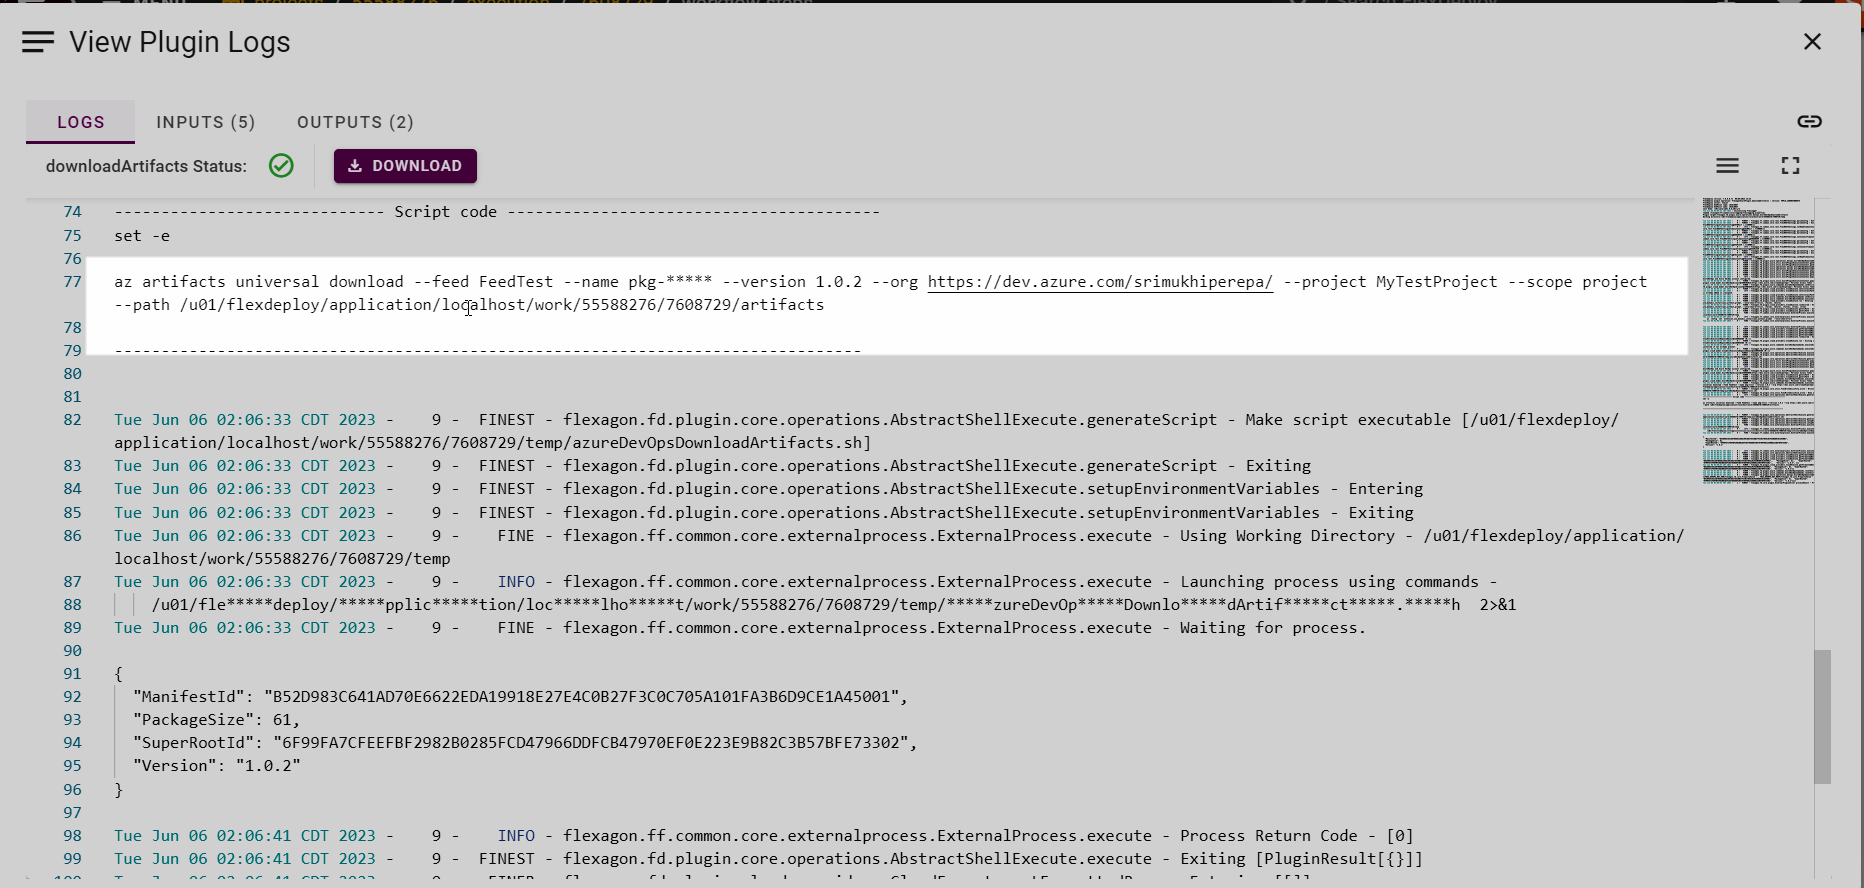 View Plugin Logs
LOGS INPUTS (5) OUTPUTS (2)
downloadArtifacts Status: DOWNLOAD
74 ----------------------------- Script code ----------------------------------------
75 set -e
76
77 az artifacts universal download --feed FeedTest --name pkg-***** --version 1.0.2 --org https://dev.azure.com/srimukhiperepa/ --project MyTestProject --scope project
--path /u01/flexdeploy/application/localhost/work/55588276/7608729/artifacts
78
79 --------------------------------------------------------------------------------
80
81
82 Tue Jun 06 02:06:33 CDT 2023 - 9 - FINEST - flexagon.fd.plugin.core.operations.AbstractShellExecute.generateScript - Make script executable [/u01/flexdeploy/
application/localhost/work/55588276/7608729/temp/azureDevOpsDownloadArtifacts.sh]
83 Tue Jun 06 02:06:33 CDT 2023 - 9 - FINEST - flexagon.fd.plugin.core.operations.AbstractShellExecute.generateScript - Exiting
84 Tue Jun 06 02:06:33 CDT 2023 - 9 - FINEST - flexagon.fd.plugin.core.operations.AbstractShellExecute.setupEnvironmentVariables - Entering
85 Tue Jun 06 02:06:33 CDT 2023 - 9 - FINEST - flexagon.fd.plugin.core.operations.AbstractShellExecute.setupEnvironmentVariables - Exiting
86 Tue Jun 06 02:06:33 CDT 2023 - 9 - FINE - flexagon.ff.common.core.externalprocess.ExternalProcess.execute - Using Working Directory - /u01/flexdeploy/application/
localhost/work/55588276/7608729/temp
87 Tue Jun 06 02:06:33 CDT 2023 - 9 - INFO - flexagon.ff.common.core.externalprocess.ExternalProcess.execute - Launching process using commands -
88 /u01/fle*****deploy/*****pplic*****tion/loc*****lho*****t/work/55588276/7608729/temp/*****zureDevOp*****Downlo*****dArtif*****ct*****.*****h 2>&1
89 Tue Jun 06 02:06:33 CDT 2023 - 9 - FINE - flexagon.ff.common.core.externalprocess.ExternalProcess.execute - Waiting for process.
90
91 {
92 "ManifestId": "B52D983C641AD70E6622EDA19918E27E4C0B27F3C0C705A101FA3B6D9CE1A45001",
93 "PackageSize": 61,
94 "SuperRootId": "6F99FA7CFEEFBF2982B0285FCD47966DDFCB47970EF0E223E9B82C3B57BFE73302",
95 "Version": "1.0.2"
96 }
97
98 Tue Jun 06 02:06:41 CDT 2023 - 9 - INFO - flexagon.ff.common.core.externalprocess.ExternalProcess.execute - Process Return Code - [0]
99 Tue Jun 06 02:06:41 CDT 2023 - 9 - FINEST - flexagon.fd.plugin.core.operations.AbstractShellExecute.execute - Exiting [PluginResult[{}]]